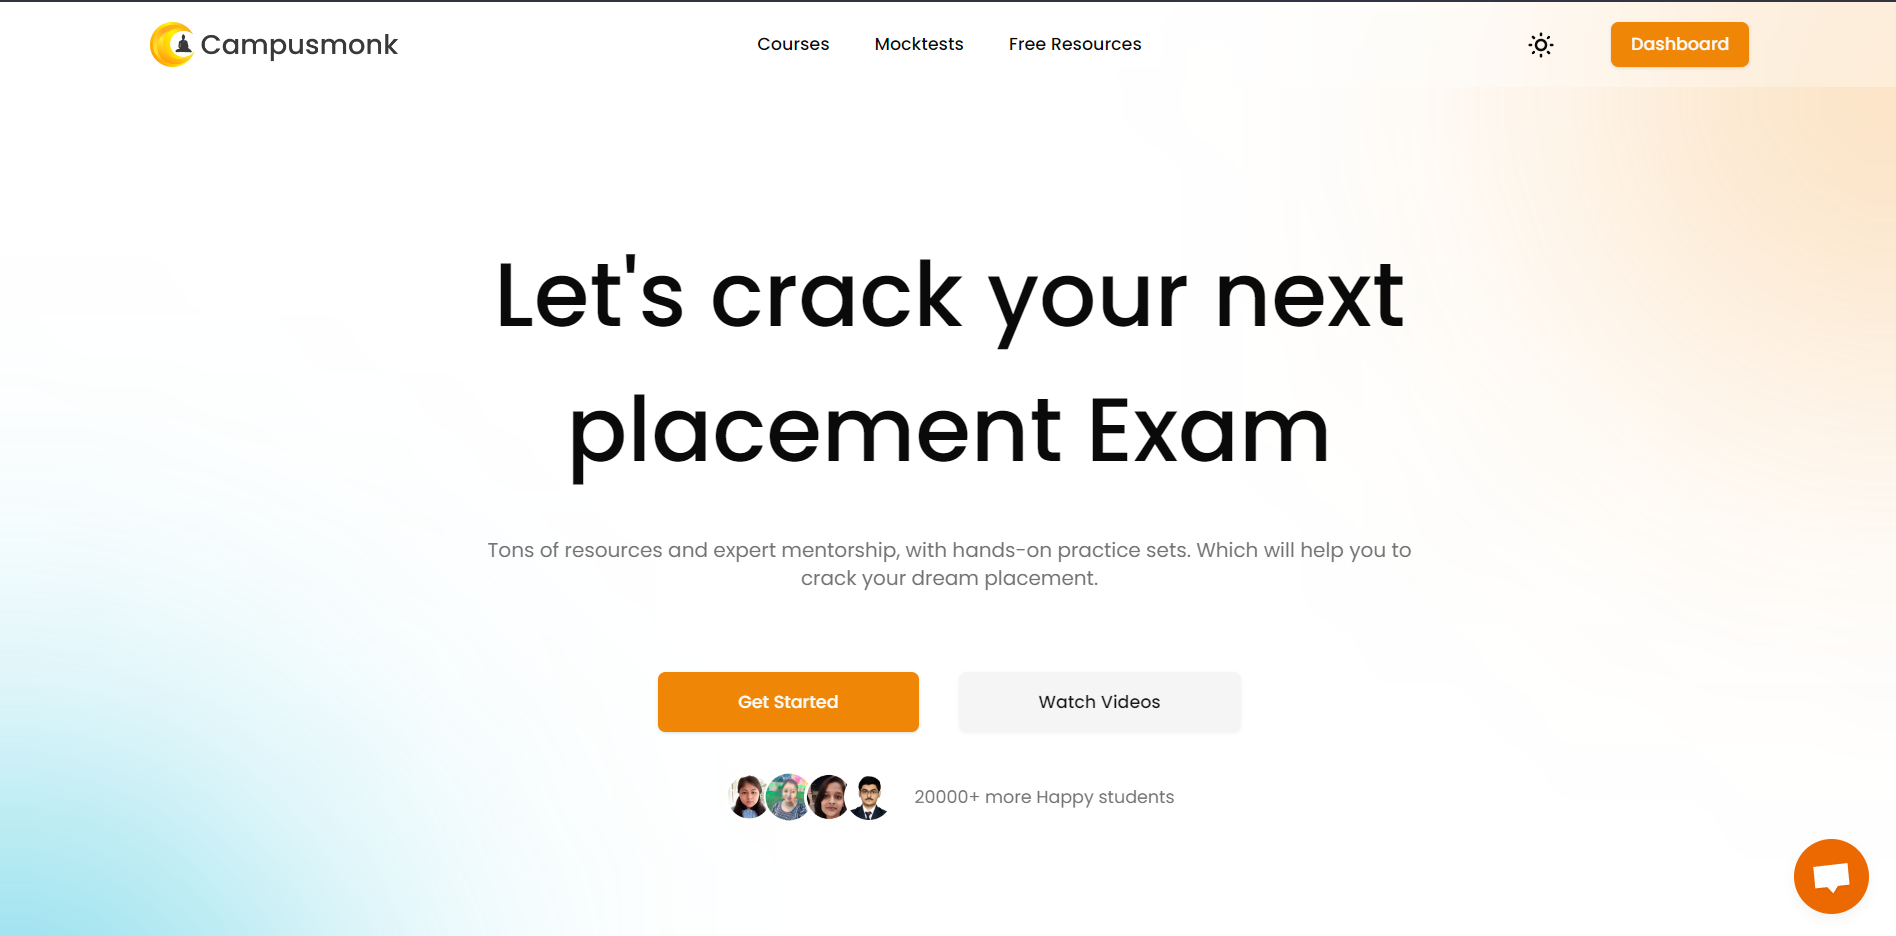 Campusmonk
Courses
Mocktests
Free Resources
Dashboard
Let's crack your next
placement Exam
Tons of resources and expert mentorship, with hands-on practice sets. Which will help you to
crack your dream placement.
Get Started
Watch Videos
20000+ more Happy students